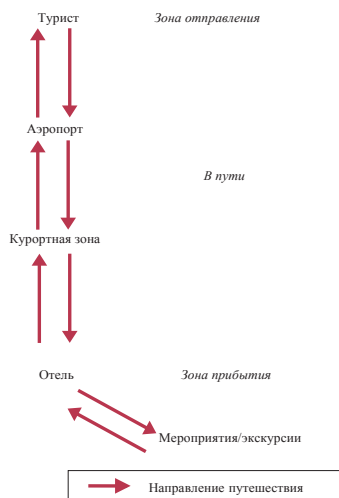 Турист
Зона отправления
Аэропорт
В пути
Курортная зона
Отель
Зона прибытия
Мероприятия/экскурсии
Направление путешествия